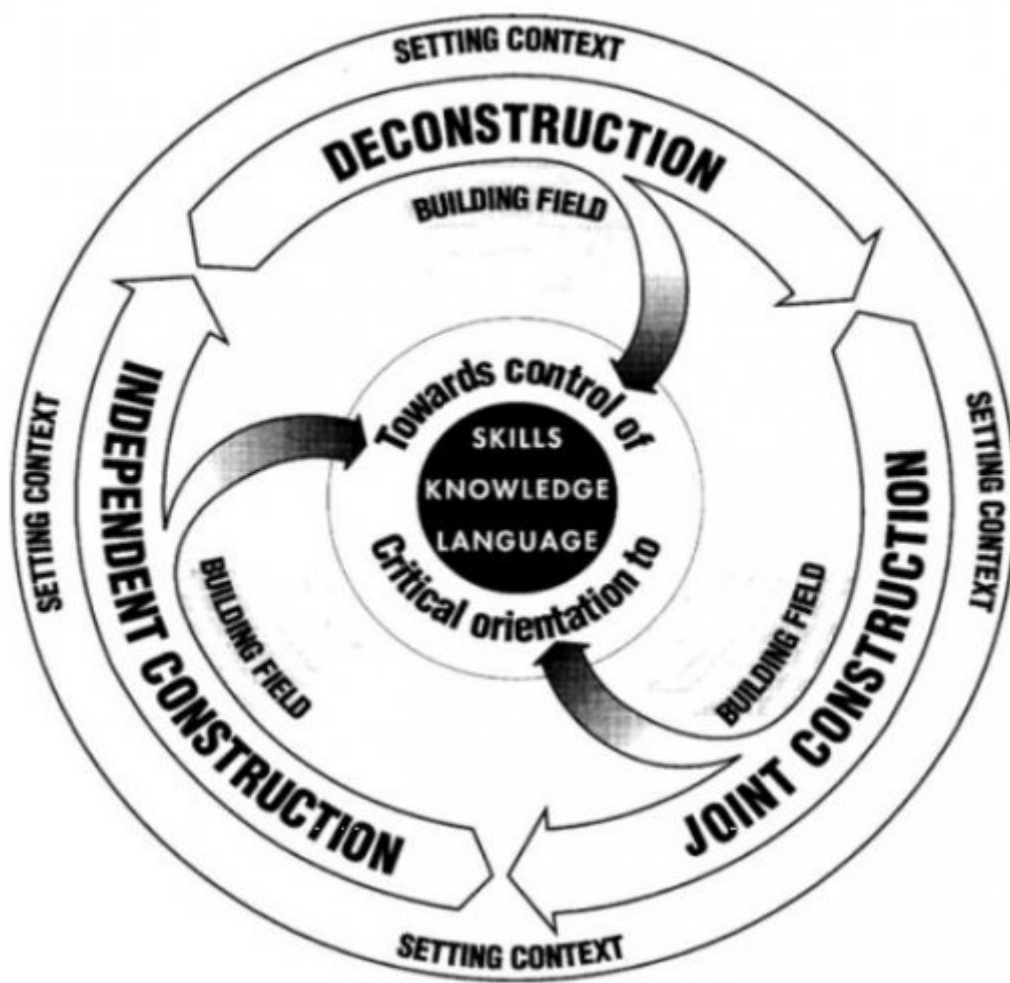 SETTING CONTEXT
DECONSTRUCTION
BUILDING FIELD
Towards control of
SKILLS
KNOWLEDGE
LANGUAGE
Critical orientation to
SETTING CONTEXT
INDEPENDENT CONSTRUCTION
BUILDING FIELD
BUILDING FIELD
JOINT CONSTRUCTION
SETTING CONTEXT
SETTING CONTEXT